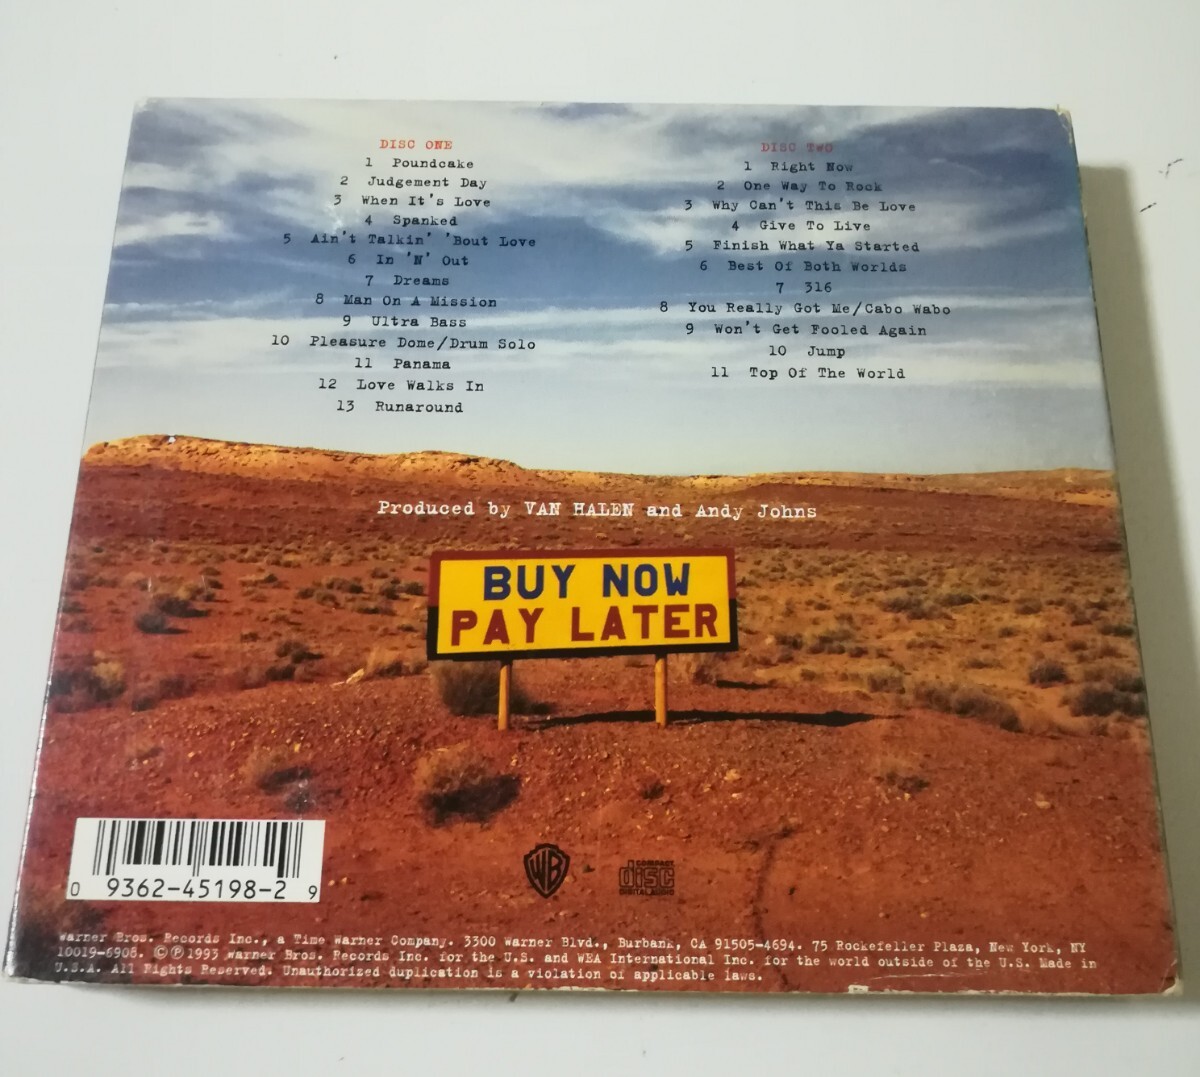 DISC ONE
1 Poundcake
2 Judgement Day
3 When It's Love
4 Spanked
5 Ain't Talkin' 'Bout Love
6 In 'N' Out
7 Dreams
8 Man On A Mission
9 Ultra Bass
10 Pleasure Dome/Drum Solo
11 Panama
12 Love Walks In
13 Runaround
DISC TWO
1 Right Now
2 One Way To Rock
3 Why Can't This Be Love
4 Give To Live
5 Finish What Ya Started
6 Best Of Both Worlds
7 316
8 You Really Got Me/Cabo Wabo
9 Won't Get Fooled Again
10 Jump
11 Top Of The World
Produced by VAN HALEN and Andy Johns
BUY NOW
PAY LATER
0 9362-45198-2 9
WB
COMPACT
disc
DIGITAL AUDIO
Warner Bros. Records Inc., a Time Warner Company. 3300 Warner Blvd., Burbank, CA 91505-4694. 75 Rockefeller Plaza, New York, NY
10019-6908. ©℗1993 Warner Bros. Records Inc. for the U.S. and WEA International Inc. for the world outside of the U.S. Made in
U.S.A. All Rights Reserved. Unauthorized duplication is a violation of applicable laws.